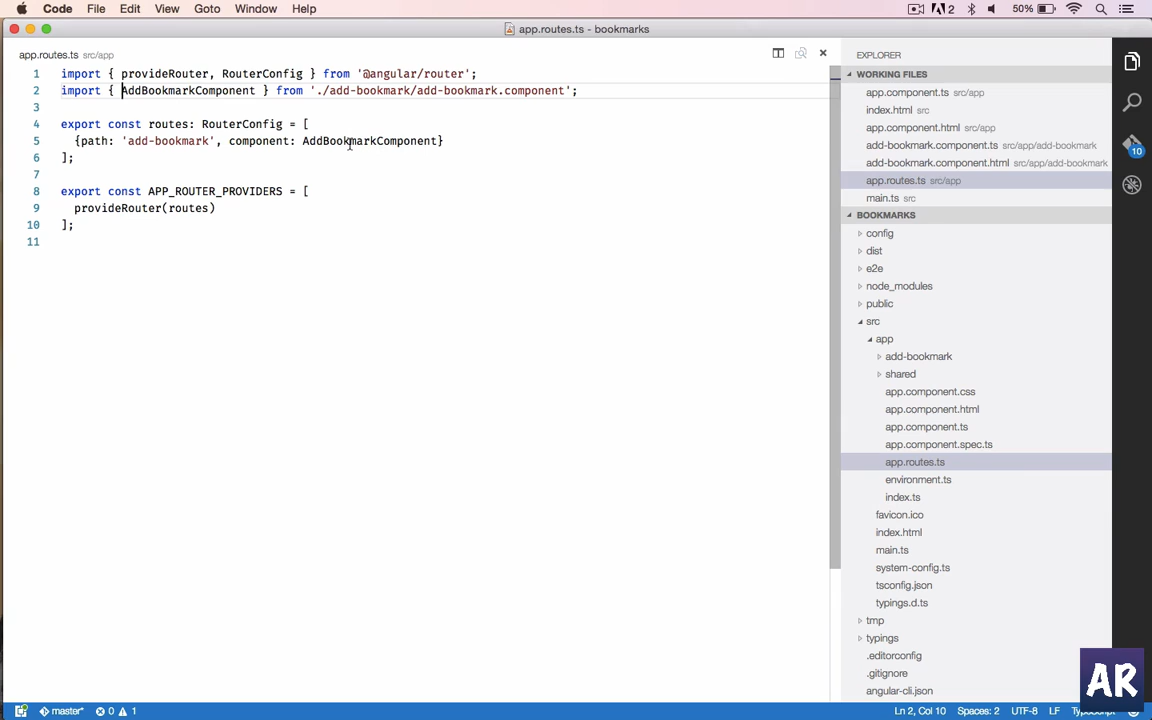 Code File Edit View Goto Window Help 2 50%
app.routes.ts - bookmarks
app.routes.ts src/app
1 import { provideRouter, RouterConfig } from '@angular/router';
2 import { AddBookmarkComponent } from './add-bookmark/add-bookmark.component';
3
4 export const routes: RouterConfig = [
5 {path: 'add-bookmark', component: AddBookmarkComponent}
6 ];
7
8 export const APP_ROUTER_PROVIDERS = [
9 provideRouter(routes)
10 ];
11
EXPLORER
WORKING FILES
app.component.ts src/app
index.html src
app.component.html src/app
add-bookmark.component.ts src/app/add-bookmark
add-bookmark.component.html src/app/add-bookmark
app.routes.ts src/app
main.ts src
BOOKMARKS
config
dist
e2e
node_modules
public
src
app
add-bookmark
shared
app.component.css
app.component.html
app.component.ts
app.component.spec.ts
app.routes.ts
environment.ts
index.ts
favicon.ico
index.html
main.ts
system-config.ts
tsconfig.json
typings.d.ts
tmp
typings
.editorconfig
.gitignore
angular-cli.json
10
AR
master* 0 1 Ln 2, Col 10 Spaces: 2 UTF-8 LF